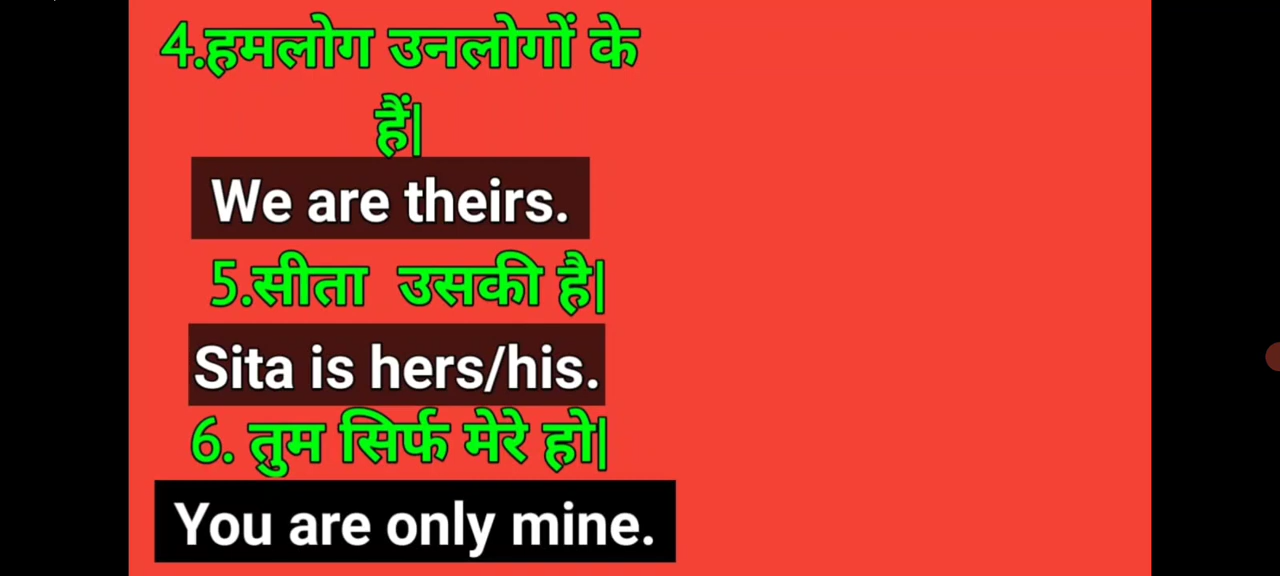 4.हमलोग उनलोगों के
हैं|
We are theirs.
5.सीता उसकी है|
Sita is hers/his.
6. तुम सिर्फ मेरे हो|
You are only mine.